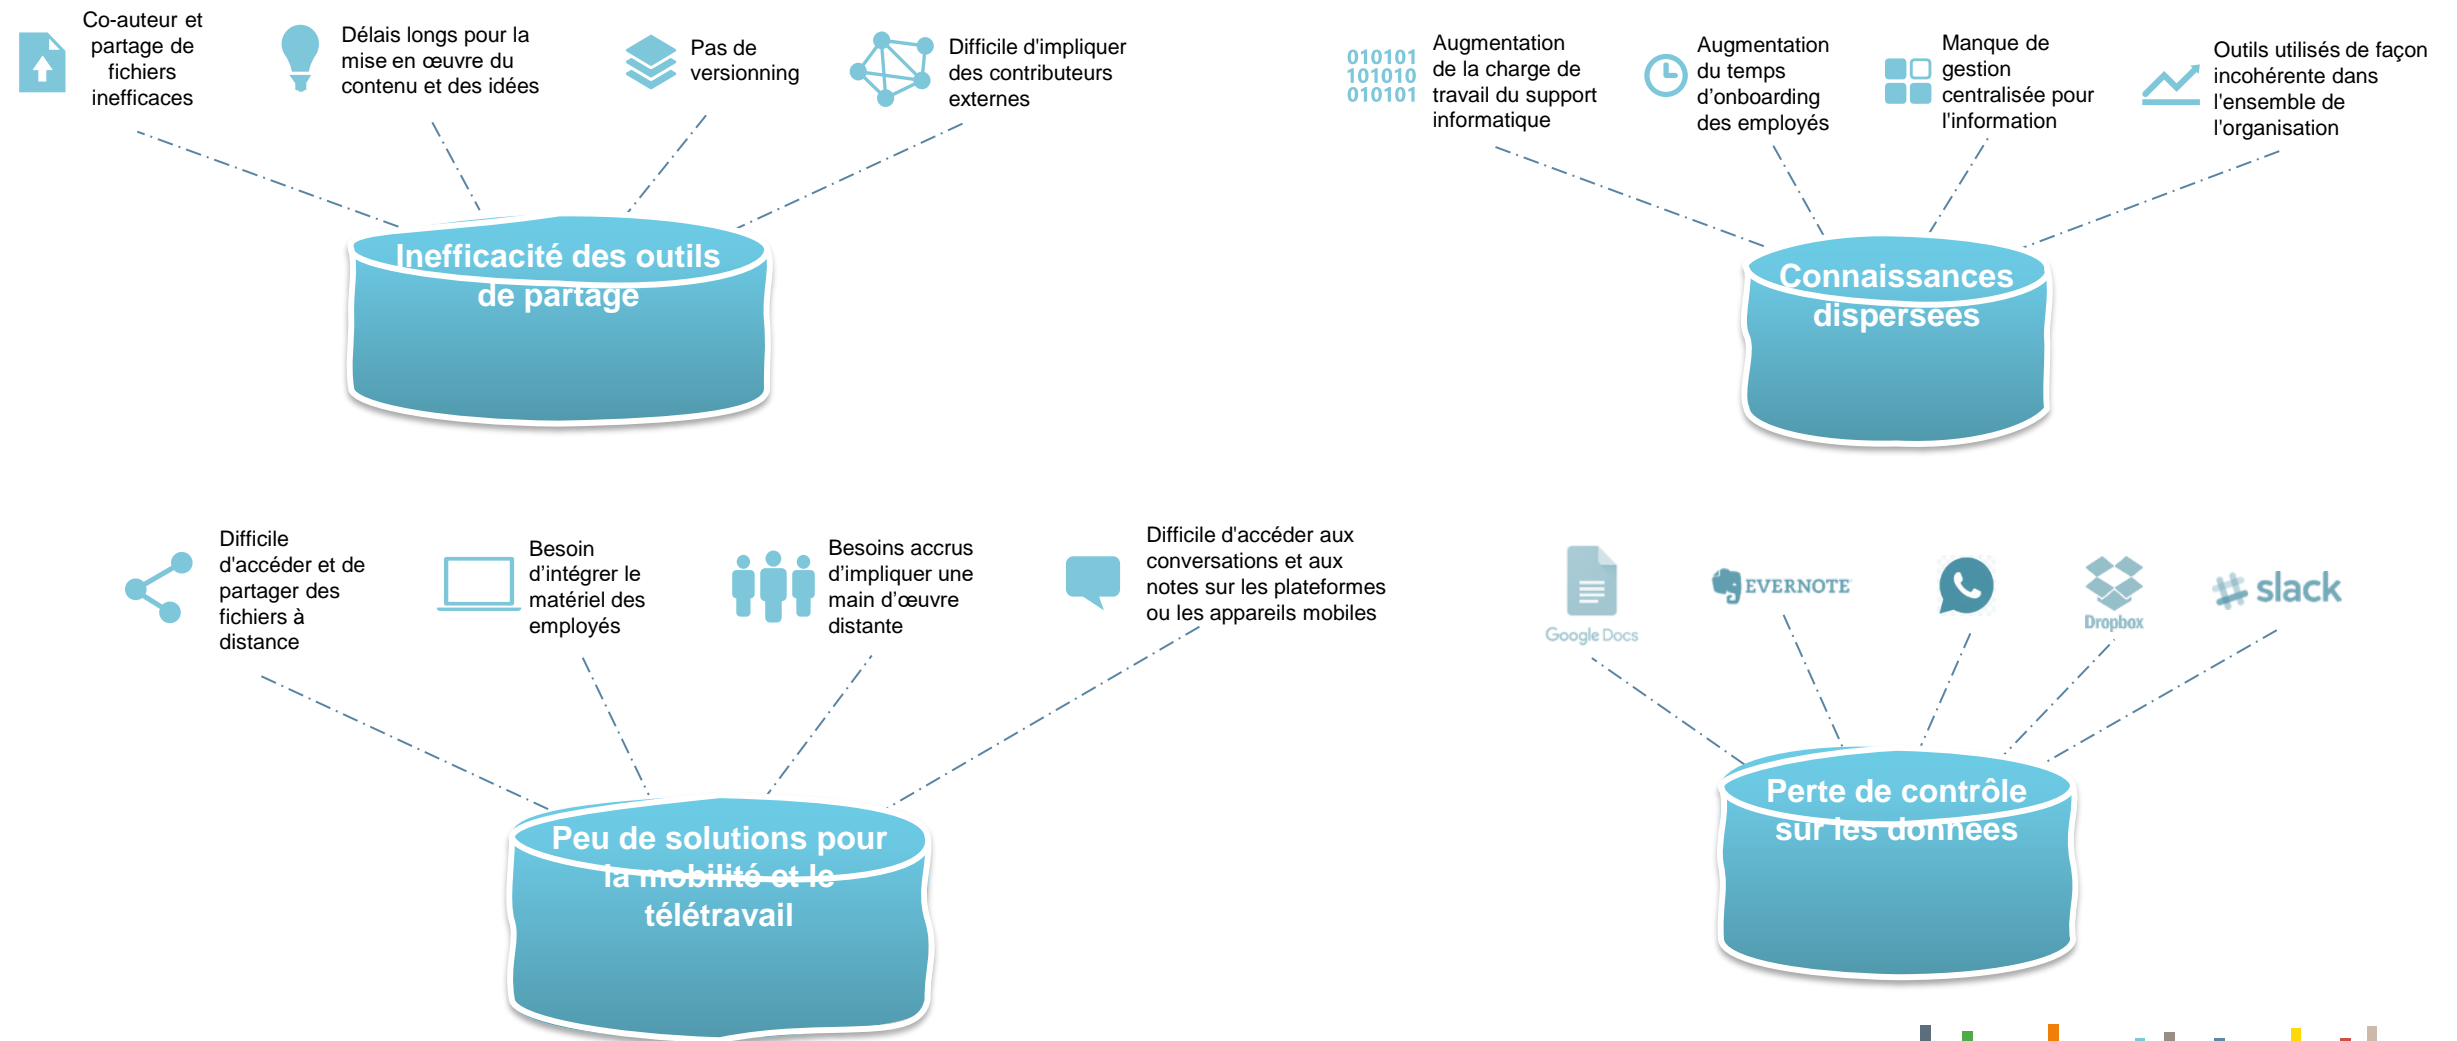 Co-auteur et
partage de
fichiers
inefficaces
Délais longs pour la
mise en œuvre du
contenu et des idées
Pas de
versionning
Difficile d'impliquer
des contributeurs
externes
Inefficacité des outils
de partage
010101
101010
010101
Augmentation
de la charge de
travail du support
informatique
Augmentation
du temps
d’onboarding
des employés
Manque de
gestion
centralisée pour
l'information
Outils utilisés de façon
incohérente dans
l'ensemble de
l'organisation
Connaissances
dispersées
Difficile
d'accéder et de
partager des
fichiers à
distance
Besoin
d’intégrer le
matériel des
employés
Besoins accrus
d’impliquer une
main d’œuvre
distante
Difficile d'accéder aux
conversations et aux
notes sur les plateformes
ou les appareils mobiles
Peu de solutions pour
la mobilité et le
télétravail
Google Docs
EVERNOTE
Dropbox
slack
Perte de contrôle
sur les données